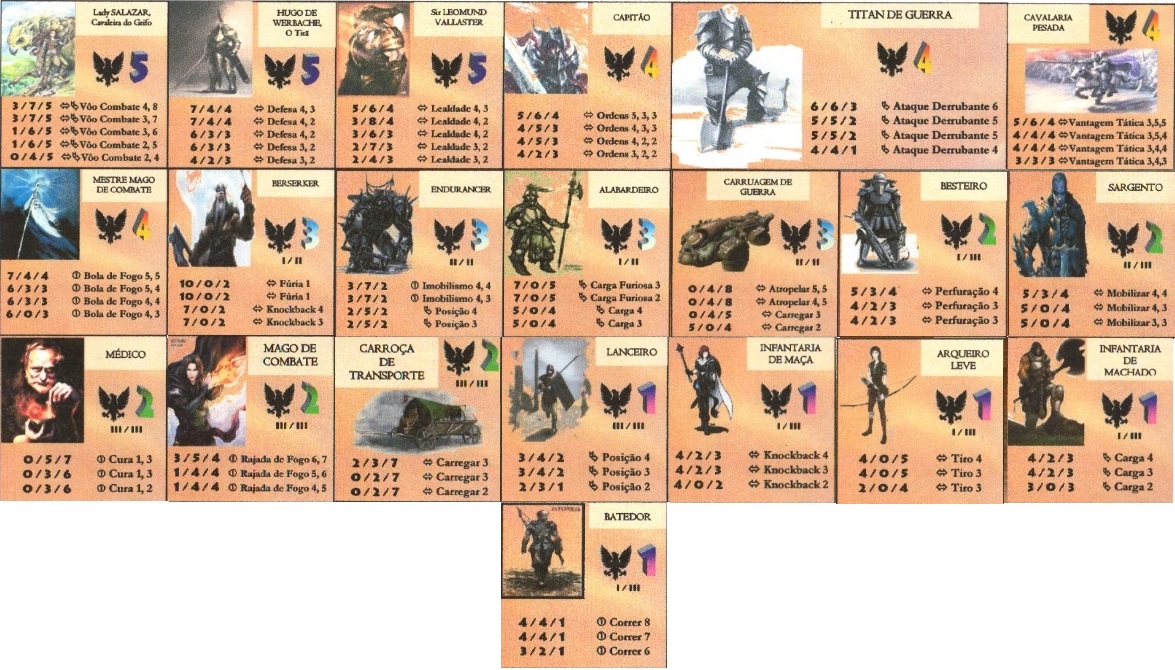 Lady SALAZAR,
Cavaleira do Grifo
5
3 / 7 / 5 ⬄ Vôo Combate 4, 8
3 / 7 / 5 ⬄ Vôo Combate 3, 7
1 / 6 / 5 ⬄ Vôo Combate 3, 6
1 / 6 / 5 ⬄ Vôo Combate 2, 5
0 / 4 / 5 ⬄ Vôo Combate 2, 4
HUGO DE
WERBACHE,
O Titã
5
7 / 4 / 4 ⬄ Defesa 4, 3
7 / 4 / 4 ⬄ Defesa 4, 2
6 / 3 / 3 ⬄ Defesa 4, 2
6 / 3 / 3 ⬄ Defesa 3, 2
4 / 2 / 3 ⬄ Defesa 3, 2
Sir LEOMUND
VALLASTER
5
5 / 6 / 4 ⬄ Lealdade 4, 3
3 / 8 / 4 ⬄ Lealdade 4, 2
3 / 6 / 3 ⬄ Lealdade 4, 2
2 / 7 / 3 ⬄ Lealdade 3, 2
2 / 4 / 3 ⬄ Lealdade 3, 2
CAPITÃO
4
5 / 6 / 4 ⬄ Ordens 5, 3, 3
4 / 5 / 3 ⬄ Ordens 4, 3, 3
4 / 5 / 3 ⬄ Ordens 4, 2, 2
4 / 2 / 3 ⬄ Ordens 3, 2, 2
TITAN DE GUERRA
4
6 / 6 / 3 Ataque Derrubante 6
5 / 5 / 2 Ataque Derrubante 5
5 / 5 / 2 Ataque Derrubante 5
4 / 4 / 1 Ataque Derrubante 4
CAVALARIA
PESADA
4
5 / 6 / 4 ⬄ Vantagem Tática 3,5,5
4 / 4 / 4 ⬄ Vantagem Tática 3,5,4
4 / 4 / 4 ⬄ Vantagem Tática 3,4,4
3 / 3 / 3 ⬄ Vantagem Tática 3,4,3
MESTRE MAGO
DE COMBATE
4
7 / 4 / 4 ① Bola de Fogo 5, 5
6 / 3 / 3 ① Bola de Fogo 5, 4
6 / 3 / 3 ① Bola de Fogo 4, 4
6 / 0 / 3 ① Bola de Fogo 4, 3
BERSERKER
3
I / II
10 / 0 / 2 ⬄ Fúria 1
10 / 0 / 2 ⬄ Fúria 1
7 / 0 / 2 ⬄ Knockback 4
7 / 0 / 2 ⬄ Knockback 3
ENDURANCER
3
II / II
3 / 7 / 2 ① Imobilismo 4, 4
3 / 7 / 2 ① Imobilismo 4, 3
2 / 5 / 2 Posição 4
2 / 5 / 2 Posição 3
ALABARDEIRO
3
I / II
7 / 0 / 5 Carga Furiosa 3
7 / 0 / 5 Carga Furiosa 2
5 / 0 / 4 Carga 4
5 / 0 / 4 Carga 3
CARRUAGEM DE
GUERRA
3
II / II
0 / 4 / 8 ⬄ Atropelar 5, 5
0 / 4 / 8 ⬄ Atropelar 4, 5
0 / 4 / 5 ⬄ Carregar 3
5 / 0 / 4 ⬄ Carregar 2
BESTEIRO
2
I / III
5 / 3 / 4 ⬄ Perfuração 4
4 / 2 / 3 ⬄ Perfuração 3
4 / 2 / 3 ⬄ Perfuração 3
SARGENTO
2
II / III
5 / 3 / 4 ⬄ Mobilizar 4, 4
5 / 0 / 4 ⬄ Mobilizar 4, 3
5 / 0 / 4 ⬄ Mobilizar 3, 3
MÉDICO
2
III / III
0 / 5 / 7 ① Cura 1, 3
0 / 3 / 6 ① Cura 1, 3
0 / 3 / 6 ① Cura 1, 2
MAGO DE
COMBATE
2
III / III
3 / 5 / 4 ① Rajada de Fogo 6, 7
1 / 4 / 4 ① Rajada de Fogo 5, 6
1 / 4 / 4 ① Rajada de Fogo 4, 5
CARROÇA
DE
TRANSPORTE
2
III / III
2 / 3 / 7 ⬄ Carregar 3
0 / 2 / 7 ⬄ Carregar 3
0 / 2 / 7 ⬄ Carregar 2
LANCEIRO
1
II / III
3 / 4 / 2 Posição 4
3 / 4 / 2 Posição 3
2 / 3 / 1 Posição 2
INFANTARIA
DE MAÇA
1
I / III
4 / 2 / 3 ⬄ Knockback 4
4 / 2 / 3 ⬄ Knockback 3
4 / 0 / 2 ⬄ Knockback 2
ARQUEIRO
LEVE
1
I / III
4 / 0 / 5 ⬄ Tiro 4
4 / 0 / 5 ⬄ Tiro 3
2 / 0 / 4 ⬄ Tiro 3
INFANTARIA
DE
MACHADO
1
I / III
4 / 2 / 3 Carga 4
4 / 2 / 3 Carga 3
3 / 0 / 3 Carga 2
BATEDOR
1
I / III
4 / 4 / 1 ① Correr 8
4 / 4 / 1 ① Correr 7
3 / 2 / 1 ① Correr 6